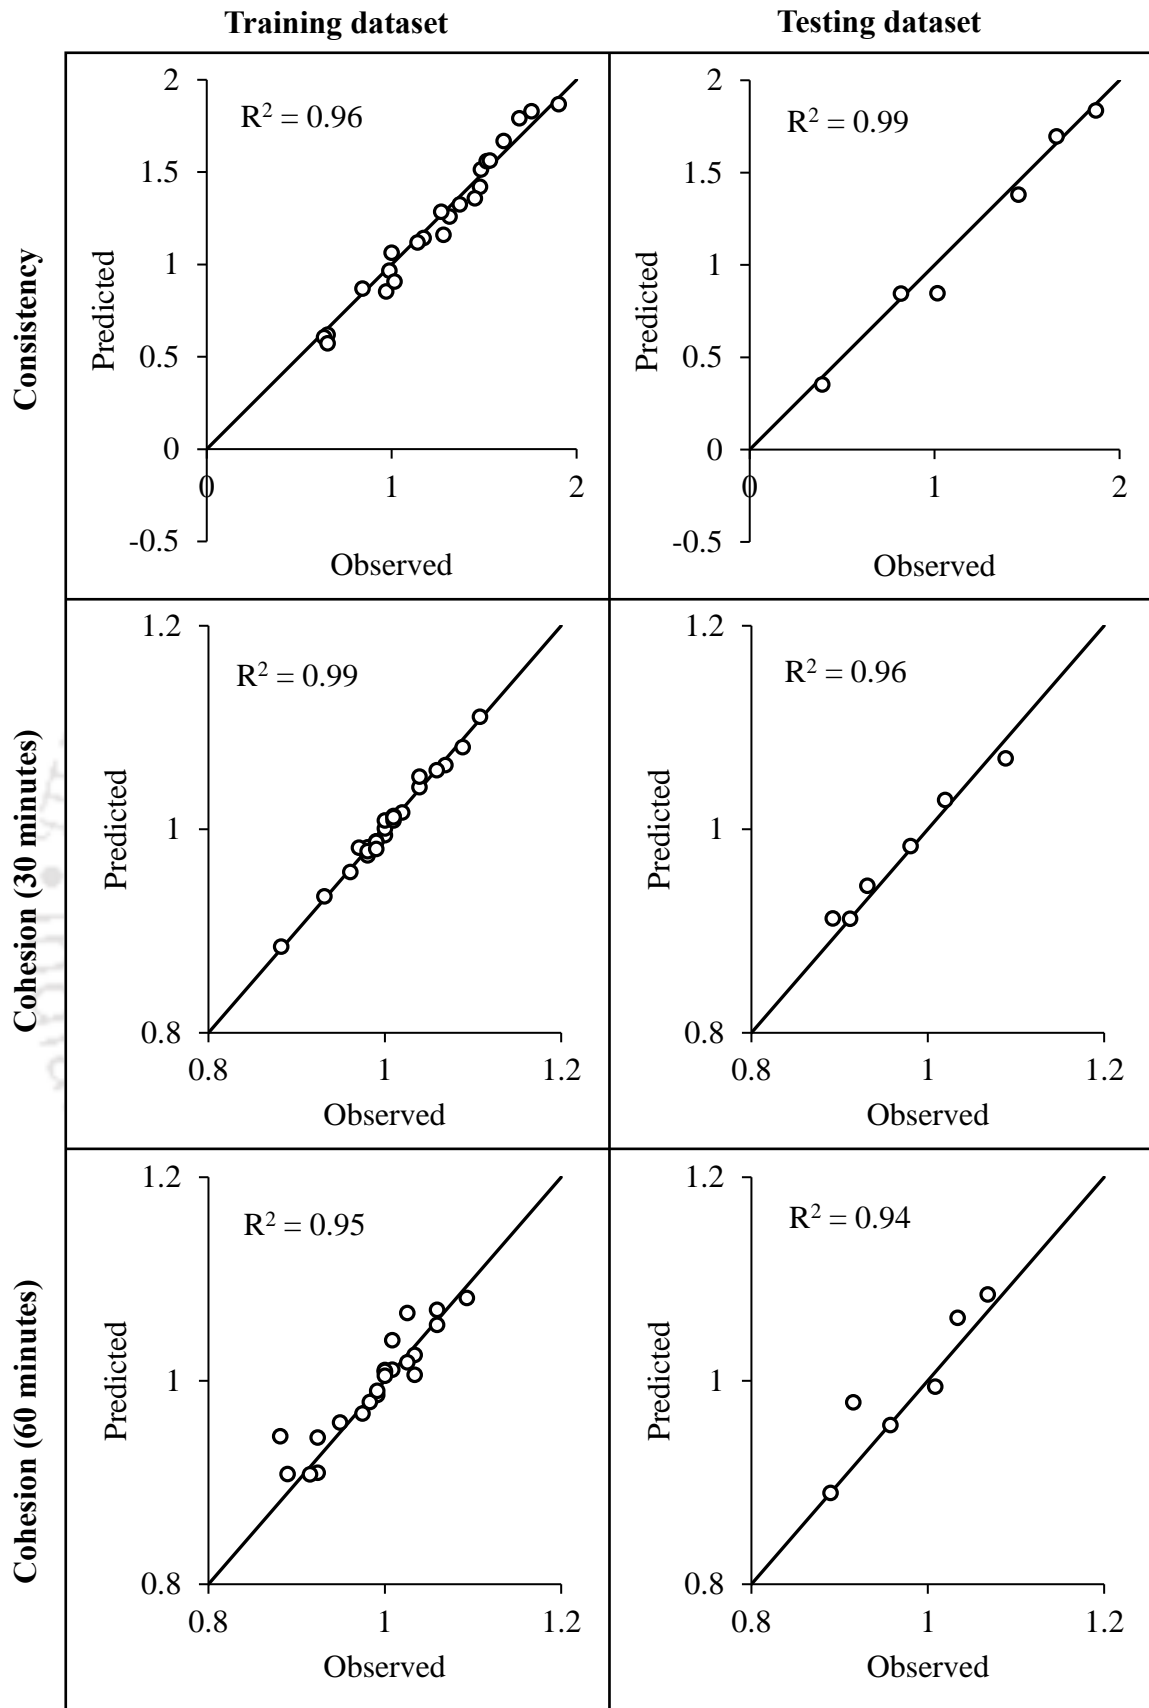 Training dataset
Testing dataset
Consistency
R² = 0.96
Predicted
2
1.5
1
0.5
0
-0.5
0 1 2
Observed
R² = 0.99
Predicted
2
1.5
1
0.5
0
-0.5
0 1 2
Observed
Cohesion (30 minutes)
R² = 0.99
Predicted
1.2
1
0.8
0.8 1 1.2
Observed
R² = 0.96
Predicted
1.2
1
0.8
0.8 1 1.2
Observed
Cohesion (60 minutes)
R² = 0.95
Predicted
1.2
1
0.8
0.8 1 1.2
Observed
R² = 0.94
Predicted
1.2
1
0.8
0.8 1 1.2
Observed